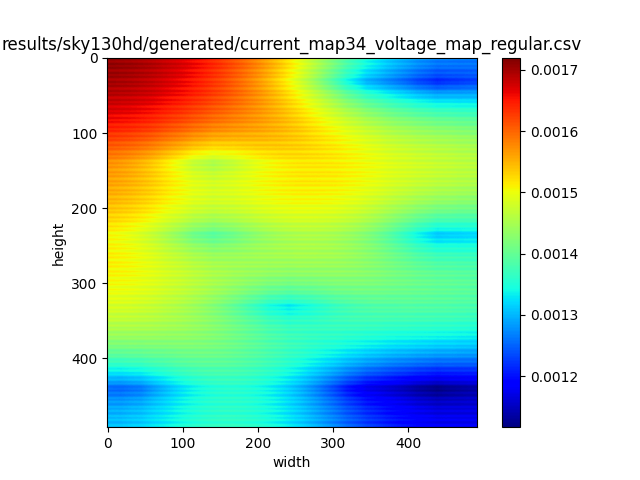 results/sky130hd/generated/current_map34_voltage_map_regular.csv
0
100
200
300
400
height
0 100 200 300 400
width
0.0017
0.0016
0.0015
0.0014
0.0013
0.0012